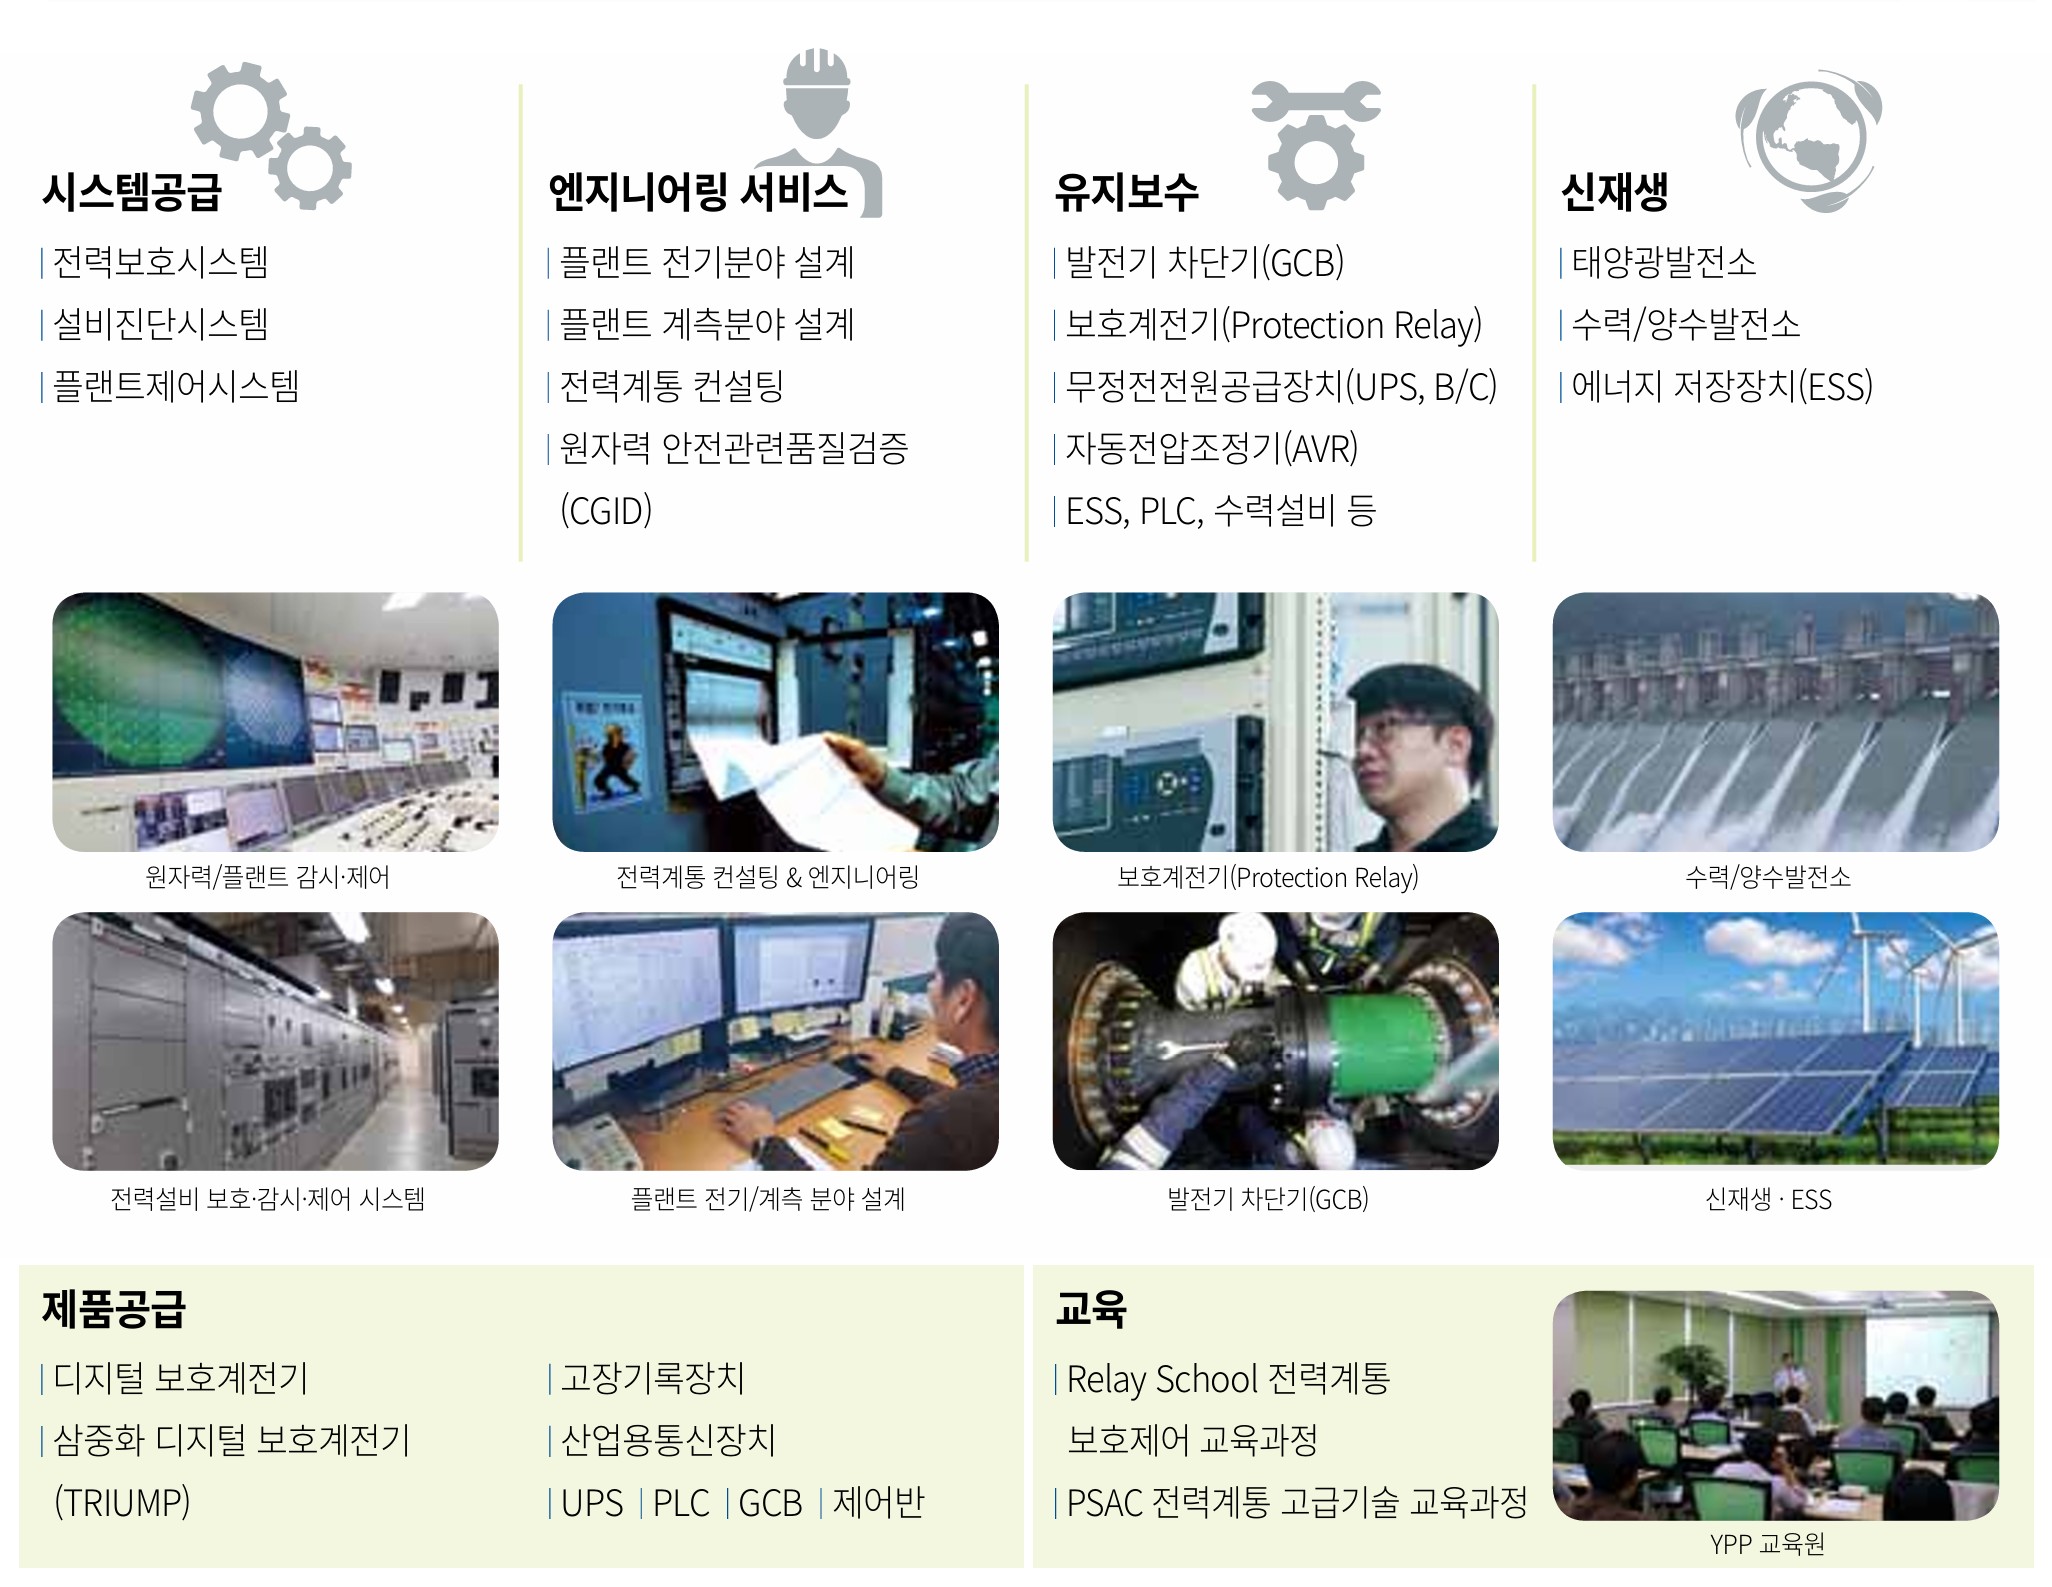 시스템공급
전력보호시스템
설비진단시스템
플랜트제어시스템
엔지니어링 서비스
플랜트 전기분야 설계
플랜트 계측분야 설계
전력계통 컨설팅
원자력 안전관련품질검증
(CGID)
유지보수
발전기 차단기(GCB)
보호계전기(Protection Relay)
무정전전원공급장치(UPS, B/C)
자동전압조정기(AVR)
ESS, PLC, 수력설비 등
신재생
태양광발전소
수력/양수발전소
에너지 저장장치(ESS)
원자력/플랜트 감시·제어
전력계통 컨설팅 & 엔지니어링
보호계전기(Protection Relay)
수력/양수발전소
전력설비 보호·감시·제어 시스템
플랜트 전기/계측 분야 설계
발전기 차단기(GCB)
신재생 · ESS
제품공급
디지털 보호계전기
삼중화 디지털 보호계전기
(TRIUMP)
고장기록장치
산업용통신장치
UPS | PLC | GCB | 제어반
교육
Relay School 전력계통
보호제어 교육과정
PSAC 전력계통 고급기술 교육과정
YPP 교육원